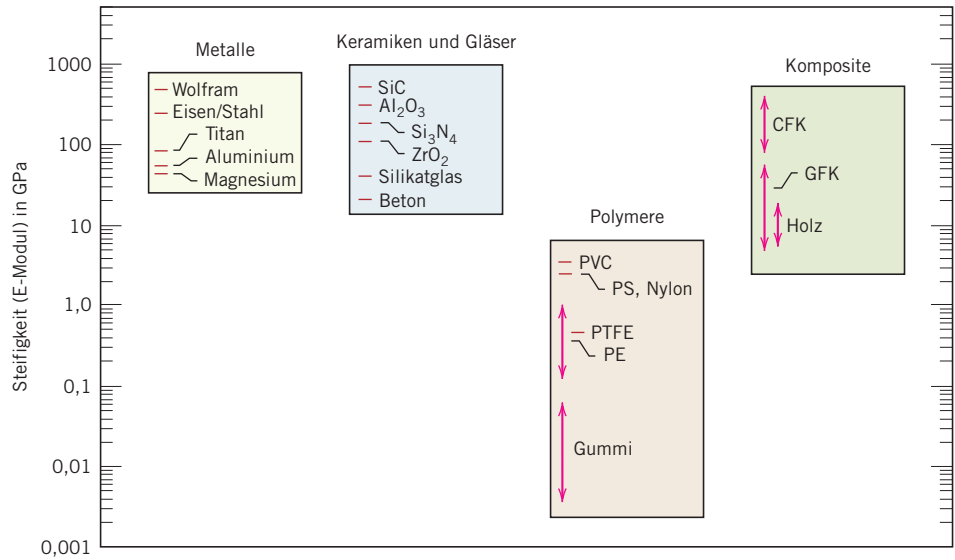 Steifigkeit (E-Modul) in GPa
1000
100
10
1,0
0,1
0,01
0,001
Metalle
Wolfram
Eisen/Stahl
Titan
Aluminium
Magnesium
Keramiken und Gläser
SiC
Al₂O₃
Si₃N₄
ZrO₂
Silikatglas
Beton
Polymere
PVC
PS, Nylon
PTFE
PE
Gummi
Komposite
CFK
GFK
Holz